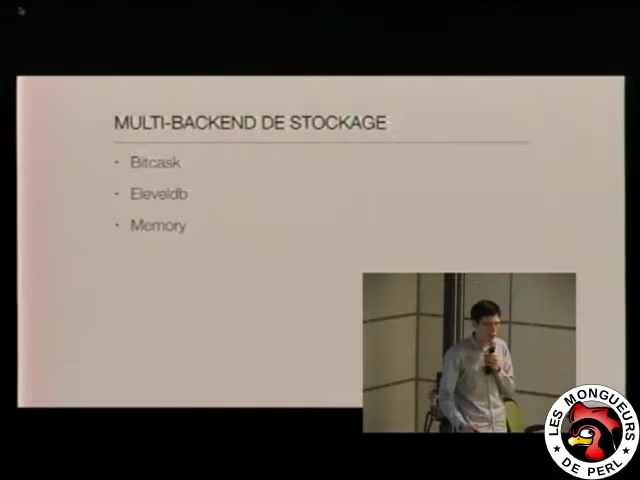 MULTI-BACKEND DE STOCKAGE
• Bitcask
• Eleveldb
• Memory
LES MONGUEURS
★ DE PERL ★